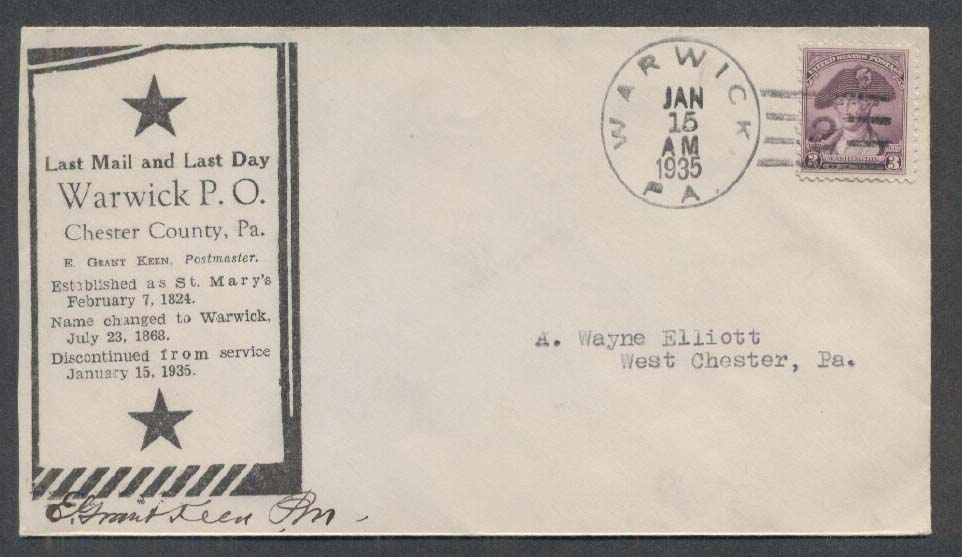 Last Mail and Last Day
Warwick P. O.
Chester County, Pa.
E. GRANT KEEN, Postmaster.
Established as St. Mary's
February 7, 1824.
Name changed to Warwick,
July 23, 1868.
Discontinued from service
January 15, 1935.
E. Grant Keen Pm
WARWICK
JAN
15
AM
1935
PA.
UNITED STATES POSTAGE
WASHINGTON
3 3
A. Wayne Elliott
West Chester, Pa.